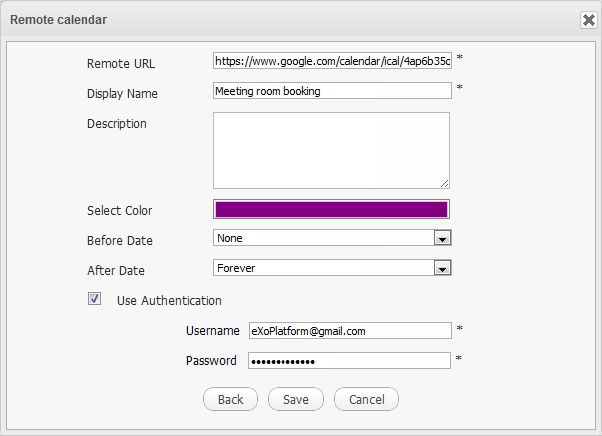 Remote calendar
Remote URL https://www.google.com/calendar/ical/4ap6b35c *
Display Name Meeting room booking *
Description
Select Color
Before Date None
After Date Forever
Use Authentication
Username eXoPlatform@gmail.com *
Password ••••••••••••• *
Back Save Cancel